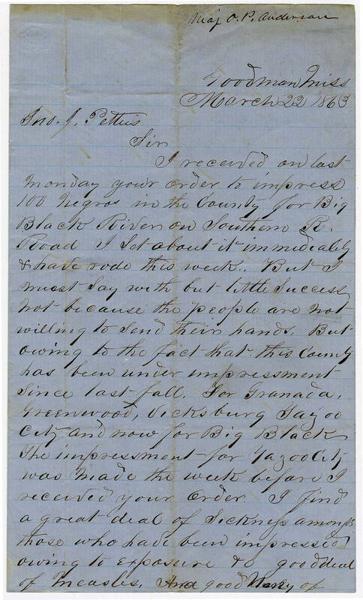 Maj O. P. Anderson
Goodman Miss
March 22 1863
Jno. J. Pettus
Sir
I received on last
Monday your order to impress
100 Negros in the County for Big
Black River on Southern R.
Road I Set about it immediately
& have rode this week. But I
must Say with but little Success
not because the people are not
willing to Send their hands. But
owing to the fact that this County
has been under impressment
Since last fall. For Granada,
Greenwood, Vicksburg Yazoo
City and now for Big Black
The impressment for Yazoo City
was made the week before I
received your Order I find
a great deal of Sickness among
those who have been impressed
owing to exposure & good deal
of measles. And good many of